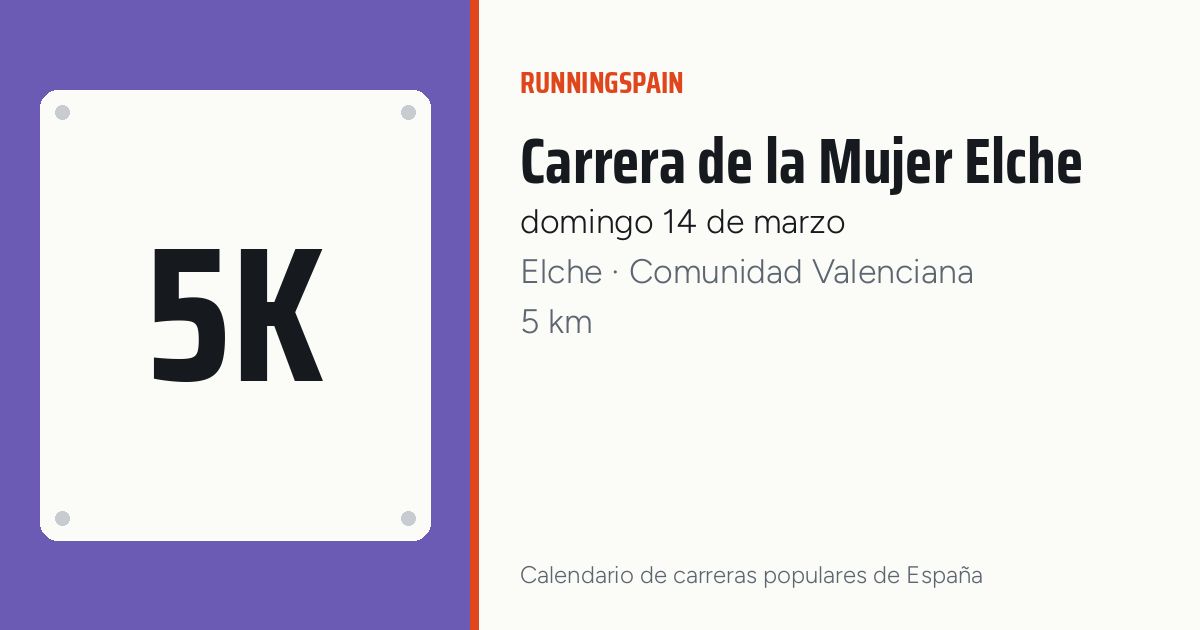 5K
RUNNINGSPAIN
Carrera de la Mujer Elche
domingo 14 de marzo
Elche · Comunidad Valenciana
5 km
Calendario de carreras populares de España